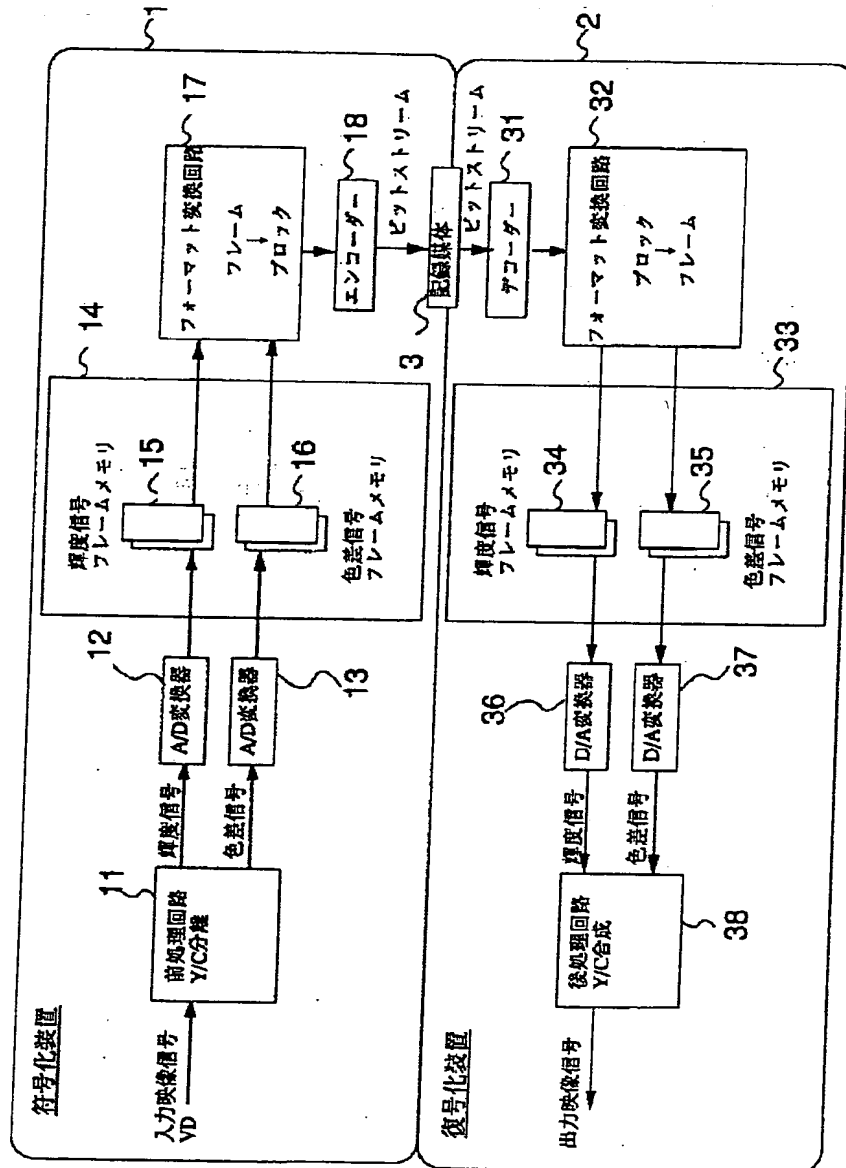 符号化装置
1
入力映像信号
VD
11
前処理回路
Y/C分離
輝度信号
色差信号
12
A/D変換器
A/D変換器
13
14
輝度信号
フレームメモリ
15
16
色差信号
フレームメモリ
17
フォーマット変換回路
フレーム
↓
ブロック
18
エンコーダー
ビットストリーム
3
記録媒体
復号化装置
2
ビットストリーム
31
デコーダー
32
フォーマット変換回路
ブロック
↓
フレーム
33
輝度信号
フレームメモリ
34
35
色差信号
フレームメモリ
36
D/A変換器
D/A変換器
37
輝度信号
色差信号
後処理回路
Y/C合成
38
出力映像信号